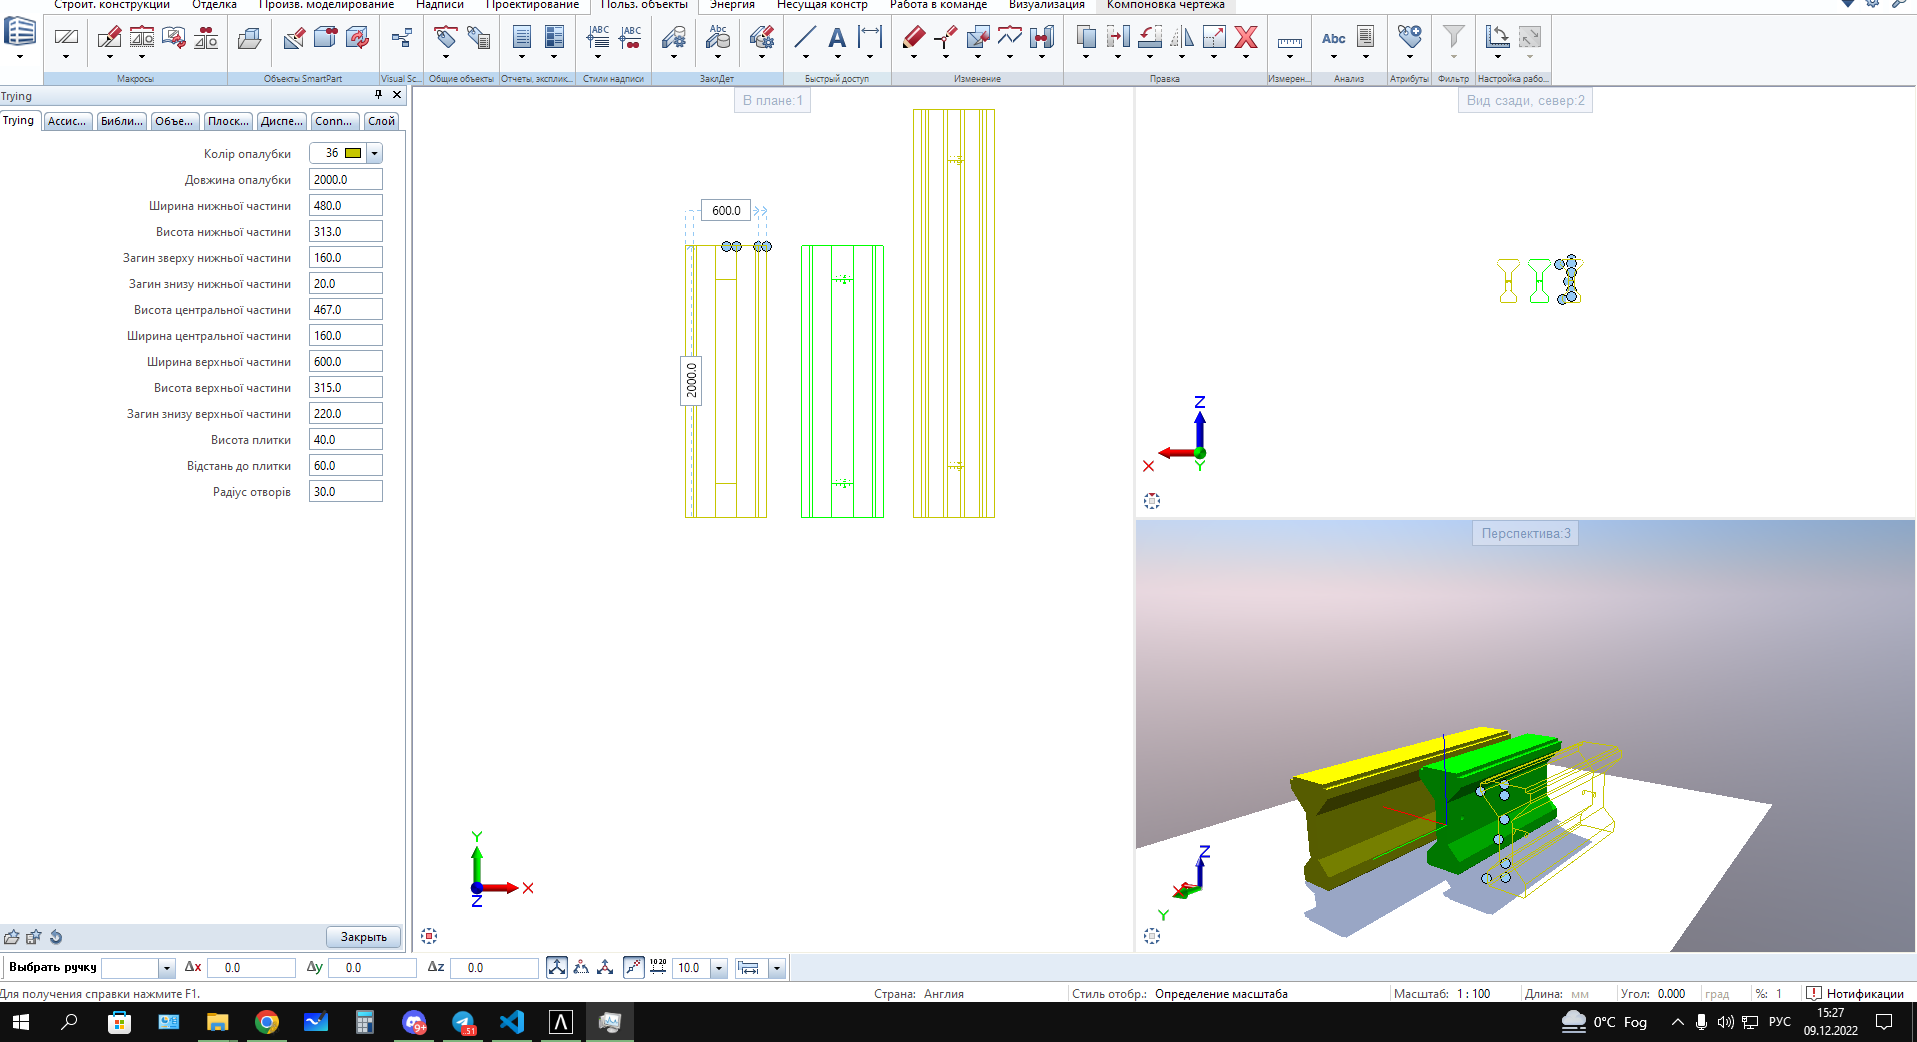 Строит. конструкции Отделка Произв. моделирование Надписи Проектирование Польз. объекты Энергия Несущая констр Работа в команде Визуализация Компоновка чертежа
ABC ABC Abc A Abc
Макросы Объекты SmartPart Visual Sc... Общие объекты Отчеты, эксплик... Стили надписи ЗаклДет Быстрый доступ Изменение Правка Измерен... Анализ Атрибуты Фильтр Настройка рабо...
Trying
Trying Ассис... Библи... Объе... Плоск... Диспе... Conn... Слой
Колір опалубки 36
Довжина опалубки 2000.0
Ширина нижньої частини 480.0
Висота нижньої частини 313.0
Загин зверху нижньої частини 160.0
Загин знизу нижньої частини 20.0
Висота центральної частини 467.0
Ширина центральної частини 160.0
Ширина верхньої частини 600.0
Висота верхньої частини 315.0
Загин знизу верхньої частини 220.0
Висота плитки 40.0
Відстань до плитки 60.0
Радіус отворів 30.0
Закрыть
В плане:1
600.0
2000.0
Y
X
Z
Вид сзади, север:2
Z
X
Y
Перспектива:3
Z
X
Y
Выбрать ручку Δx 0.0 Δy 0.0 Δz 0.0 1020 10.0
Для получения справки нажмите F1. Страна: Англия Стиль отобр.: Определение масштаба Масштаб: 1 : 100 Длина: мм Угол: 0.000 град %: 1 Нотификации
9+ 51 0°C Fog РУС 15:27
09.12.2022